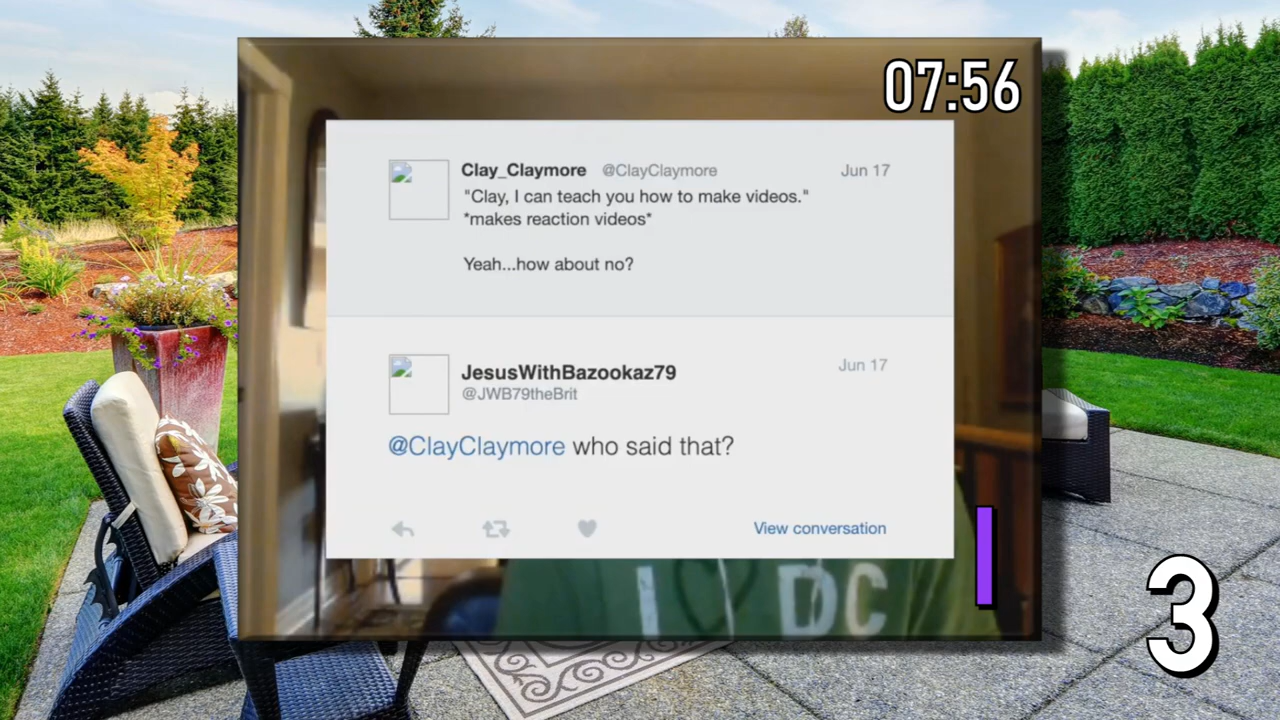 07:56
Clay_Claymore @ClayClaymore Jun 17
"Clay, I can teach you how to make videos."
*makes reaction videos*
Yeah...how about no?
JesusWithBazookaz79 Jun 17
@JWB79theBrit
@ClayClaymore who said that?
View conversation
I DC
3